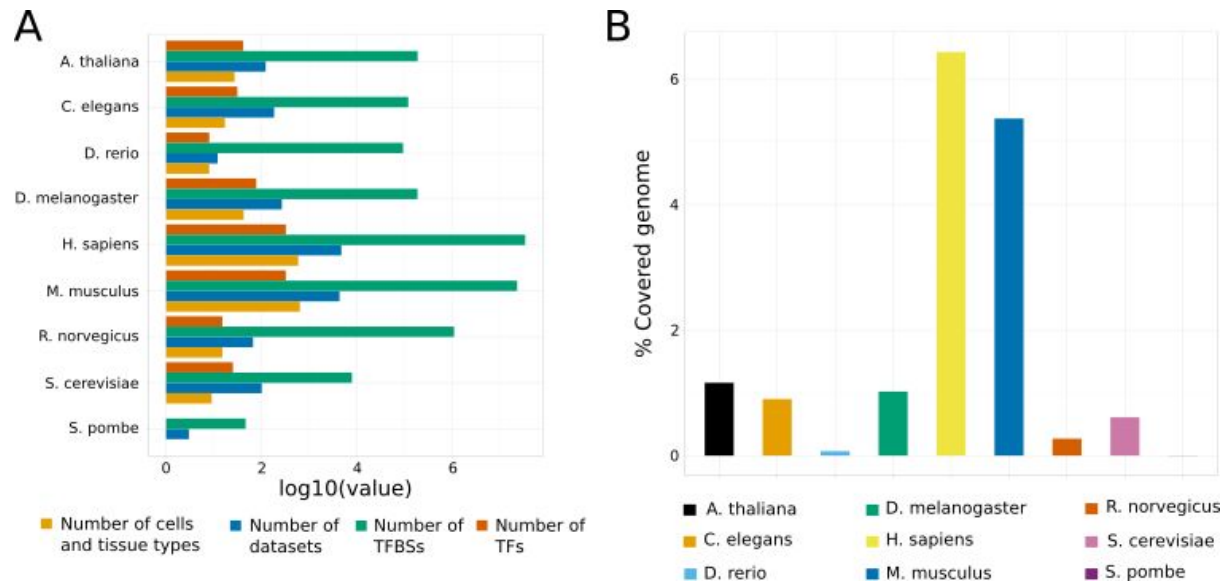 A
A. thaliana
C. elegans
D. rerio
D. melanogaster
H. sapiens
M. musculus
R. norvegicus
S. cerevisiae
S. pombe
0 2 4 6
log10(value)
Number of cells and tissue types
Number of datasets
Number of TFBSs
Number of TFs
B
% Covered genome
6
4
2
0
A. thaliana
C. elegans
D. rerio
D. melanogaster
H. sapiens
M. musculus
R. norvegicus
S. cerevisiae
S. pombe